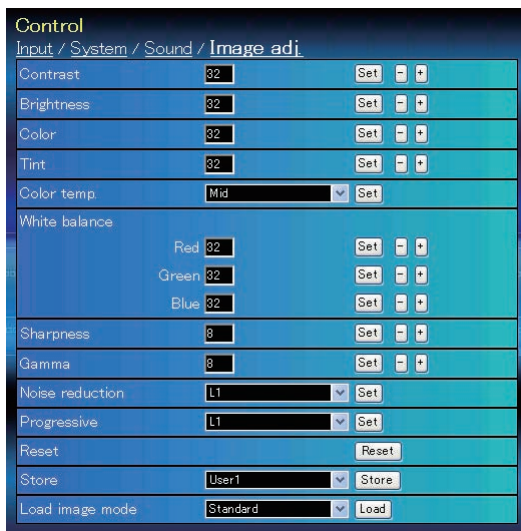 Control
Input / System / Sound / Image adj.
Contrast 32 Set - +
Brightness 32 Set - +
Color 32 Set - +
Tint 32 Set - +
Color temp. Mid Set
White balance
Red 32 Set - +
Green 32 Set - +
Blue 32 Set - +
Sharpness 8 Set - +
Gamma 8 Set - +
Noise reduction L1 Set
Progressive L1 Set
Reset Reset
Store User1 Store
Load image mode Standard Load